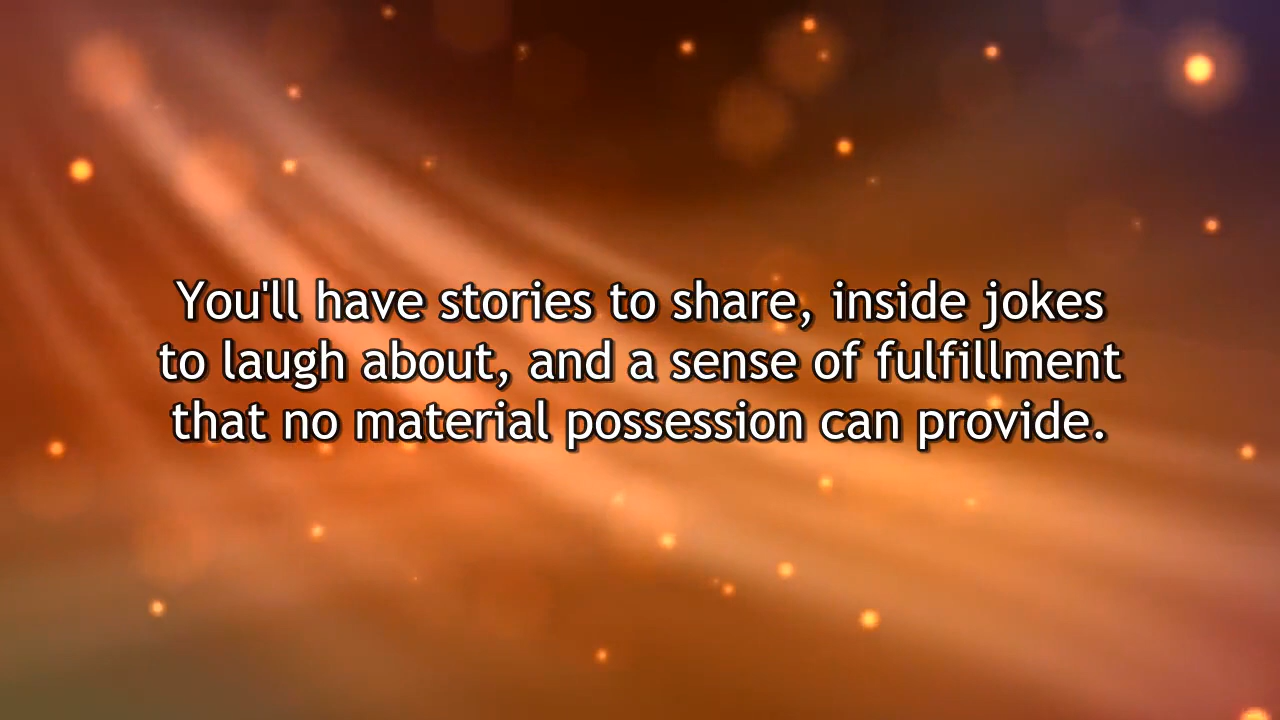 You'll have stories to share, inside jokes
to laugh about, and a sense of fulfillment
that no material possession can provide.